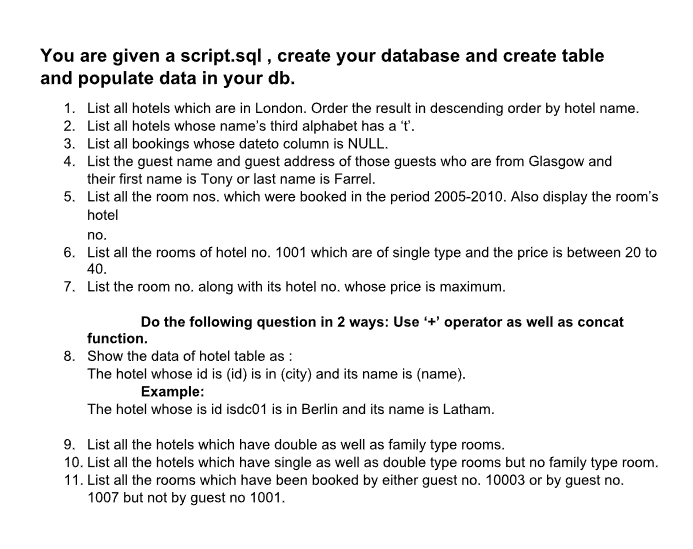 You are given a script.sql , create your database and create table
and populate data in your db.
1. List all hotels which are in London. Order the result in descending order by hotel name.
2. List all hotels whose name’s third alphabet has a ‘t’.
3. List all bookings whose dateto column is NULL.
4. List the guest name and guest address of those guests who are from Glasgow and
their first name is Tony or last name is Farrel.
5. List all the room nos. which were booked in the period 2005-2010. Also display the room’s
hotel
no.
6. List all the rooms of hotel no. 1001 which are of single type and the price is between 20 to
40.
7. List the room no. along with its hotel no. whose price is maximum.
Do the following question in 2 ways: Use ‘+’ operator as well as concat
function.
8. Show the data of hotel table as :
The hotel whose id is (id) is in (city) and its name is (name).
Example:
The hotel whose is id isdc01 is in Berlin and its name is Latham.
9. List all the hotels which have double as well as family type rooms.
10. List all the hotels which have single as well as double type rooms but no family type room.
11. List all the rooms which have been booked by either guest no. 10003 or by guest no.
1007 but not by guest no 1001.